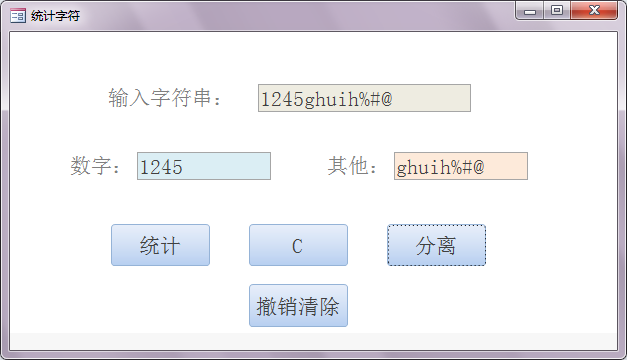 统计字符
输入字符串： 1245ghuih%#@
数字： 1245 其他： ghuih%#@
统计 C 分离
撤销清除